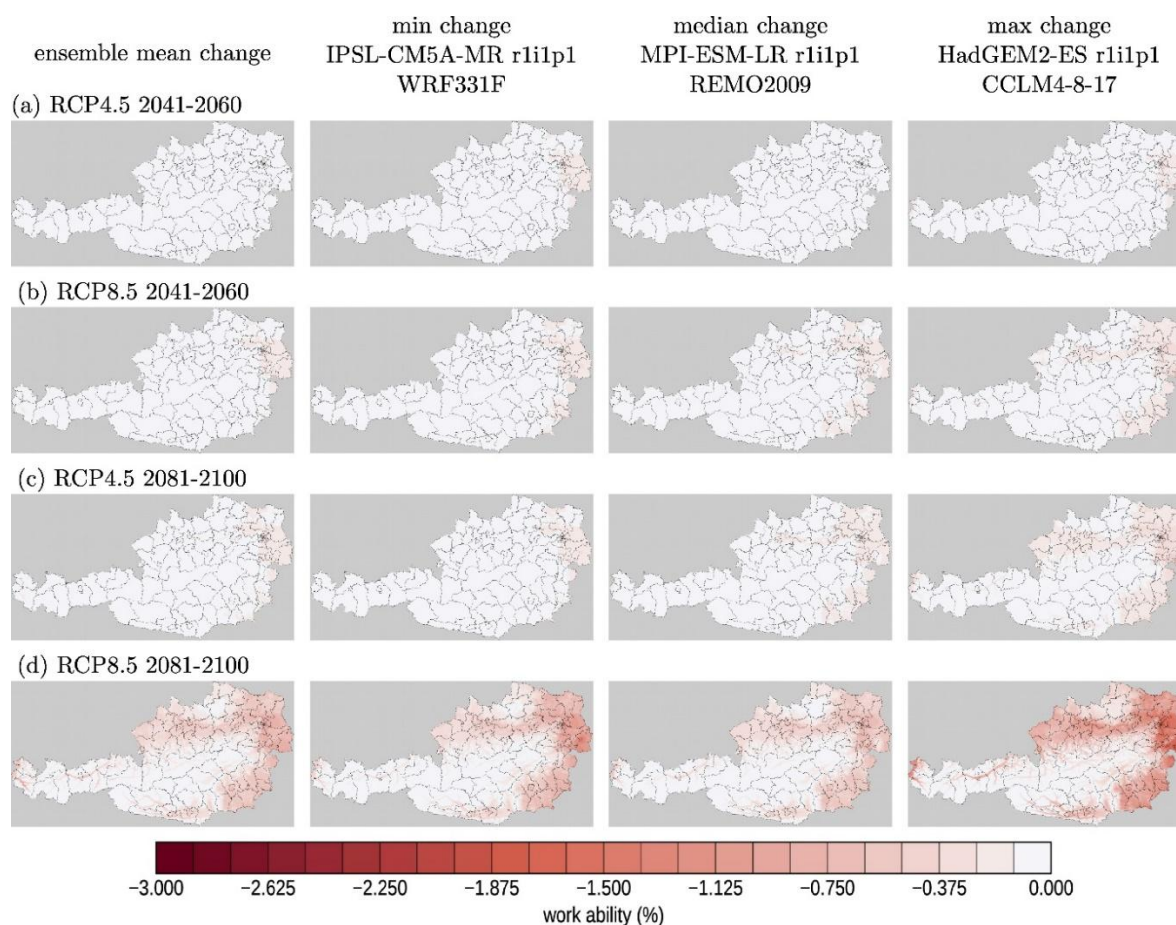 ensemble mean change
min change
IPSL-CM5A-MR r1i1p1
WRF331F
median change
MPI-ESM-LR r1i1p1
REMO2009
max change
HadGEM2-ES r1i1p1
CCLM4-8-17
(a) RCP4.5 2041-2060
(b) RCP8.5 2041-2060
(c) RCP4.5 2081-2100
(d) RCP8.5 2081-2100
−3.000 −2.625 −2.250 −1.875 −1.500 −1.125 −0.750 −0.375 0.000
work ability (%)